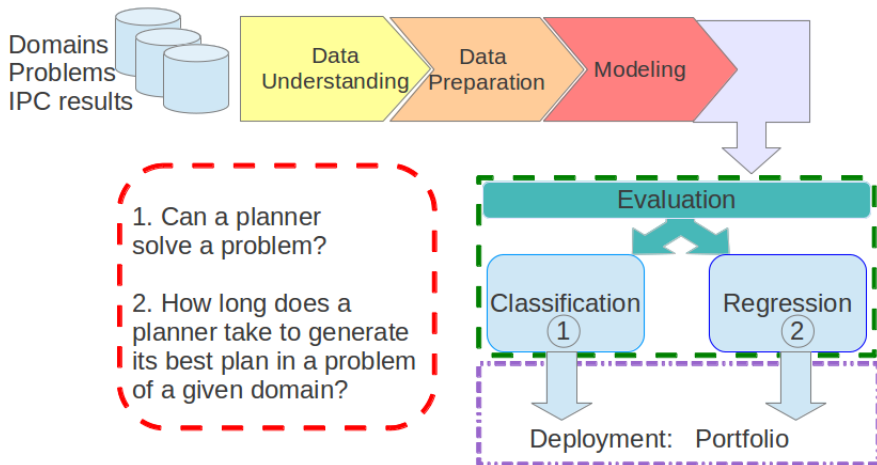 Domains
Problems
IPC results
Data
Understanding
Data
Preparation
Modeling
1. Can a planner
solve a problem?
2. How long does a
planner take to generate
its best plan in a problem
of a given domain?
Evaluation
Classification
1
Regression
2
Deployment: Portfolio